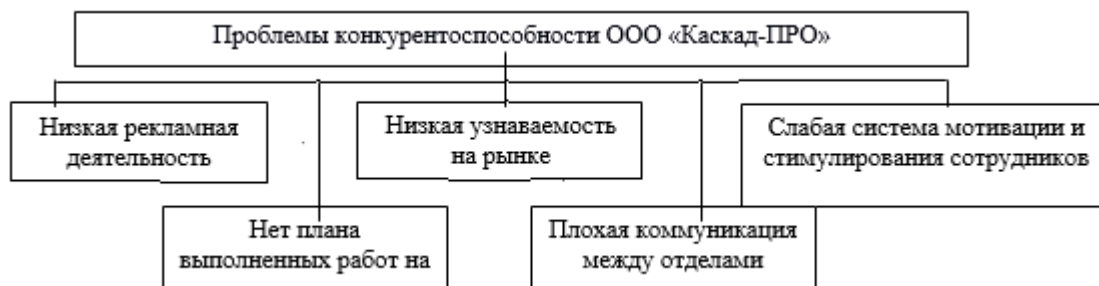 Проблемы конкурентоспособности ООО «Каскад-ПРО»
Низкая рекламная
деятельность
Низкая узнаваемость
на рынке
Слабая система мотивации и
стимулирования сотрудников
Нет плана
выполненных работ на
Плохая коммуникация
между отделами